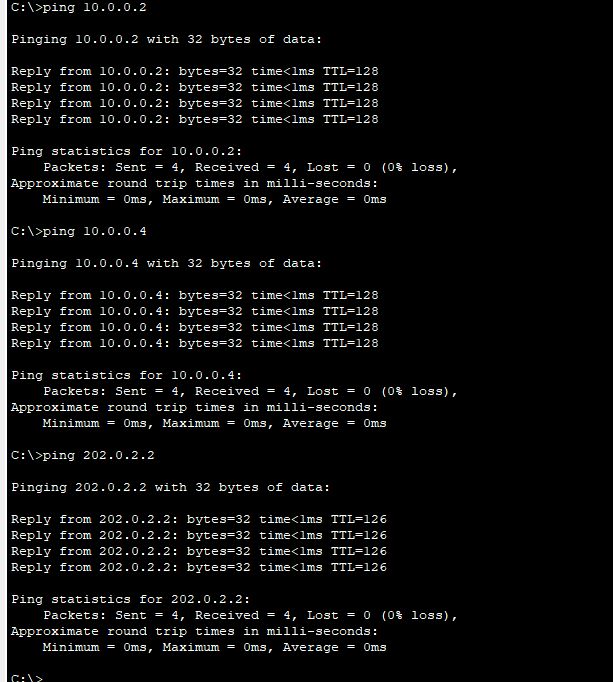 C:\>ping 10.0.0.2
Pinging 10.0.0.2 with 32 bytes of data:
Reply from 10.0.0.2: bytes=32 time<1ms TTL=128
Reply from 10.0.0.2: bytes=32 time<1ms TTL=128
Reply from 10.0.0.2: bytes=32 time<1ms TTL=128
Reply from 10.0.0.2: bytes=32 time<1ms TTL=128
Ping statistics for 10.0.0.2:
    Packets: Sent = 4, Received = 4, Lost = 0 (0% loss),
Approximate round trip times in milli-seconds:
    Minimum = 0ms, Maximum = 0ms, Average = 0ms
C:\>ping 10.0.0.4
Pinging 10.0.0.4 with 32 bytes of data:
Reply from 10.0.0.4: bytes=32 time<1ms TTL=128
Reply from 10.0.0.4: bytes=32 time<1ms TTL=128
Reply from 10.0.0.4: bytes=32 time<1ms TTL=128
Reply from 10.0.0.4: bytes=32 time<1ms TTL=128
Ping statistics for 10.0.0.4:
    Packets: Sent = 4, Received = 4, Lost = 0 (0% loss),
Approximate round trip times in milli-seconds:
    Minimum = 0ms, Maximum = 0ms, Average = 0ms
C:\>ping 202.0.2.2
Pinging 202.0.2.2 with 32 bytes of data:
Reply from 202.0.2.2: bytes=32 time<1ms TTL=126
Reply from 202.0.2.2: bytes=32 time<1ms TTL=126
Reply from 202.0.2.2: bytes=32 time<1ms TTL=126
Reply from 202.0.2.2: bytes=32 time<1ms TTL=126
Ping statistics for 202.0.2.2:
    Packets: Sent = 4, Received = 4, Lost = 0 (0% loss),
Approximate round trip times in milli-seconds:
    Minimum = 0ms, Maximum = 0ms, Average = 0ms
C:\>